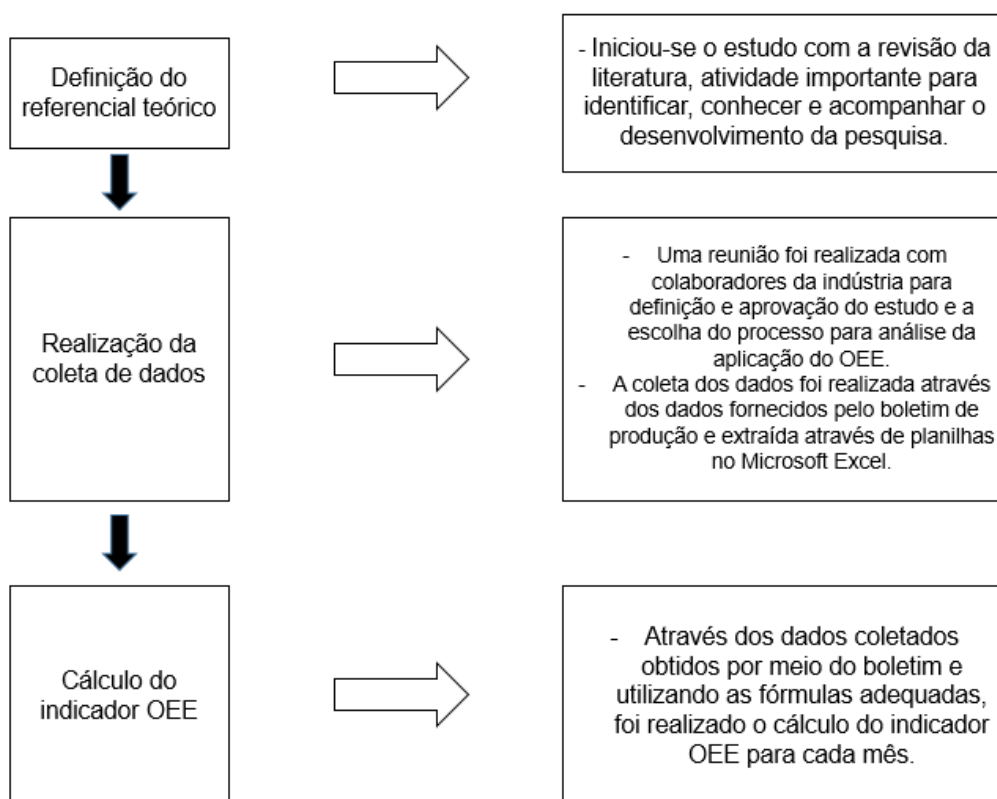 Definição do
referencial teórico
- Iniciou-se o estudo com a revisão da
literatura, atividade importante para
identificar, conhecer e acompanhar o
desenvolvimento da pesquisa.
Realização da
coleta de dados
- Uma reunião foi realizada com
colaboradores da indústria para
definição e aprovação do estudo e a
escolha do processo para análise da
aplicação do OEE.
- A coleta dos dados foi realizada através
dos dados fornecidos pelo boletim de
produção e extraída através de planilhas
no Microsoft Excel.
Cálculo do
indicador OEE
- Através dos dados coletados
obtidos por meio do boletim e
utilizando as fórmulas adequadas,
foi realizado o cálculo do indicador
OEE para cada mês.